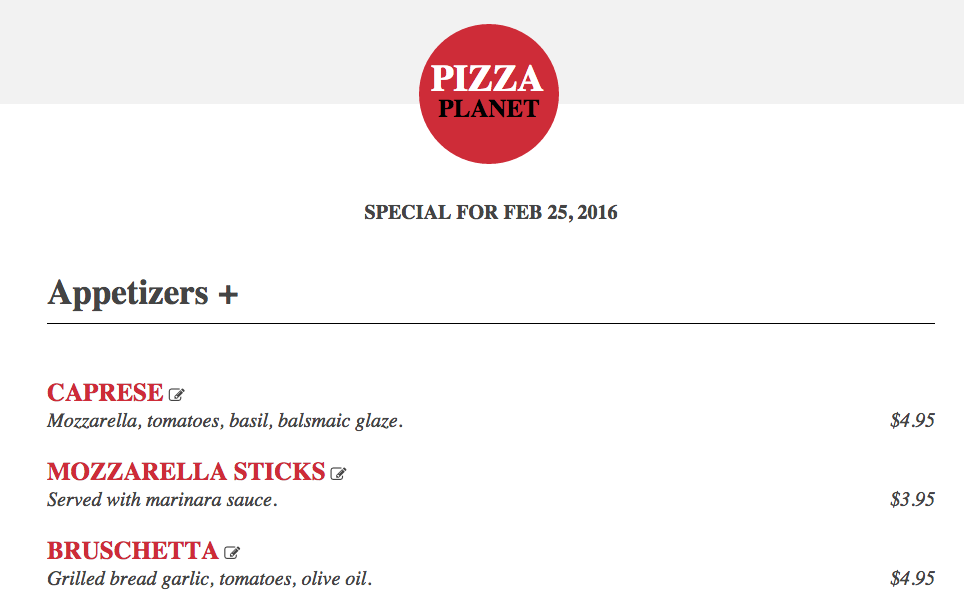 PIZZA
PLANET
SPECIAL FOR FEB 25, 2016
Appetizers +
CAPRESE
Mozzarella, tomatoes, basil, balsmaic glaze. $4.95
MOZZARELLA STICKS
Served with marinara sauce. $3.95
BRUSCHETTA
Grilled bread garlic, tomatoes, olive oil. $4.95